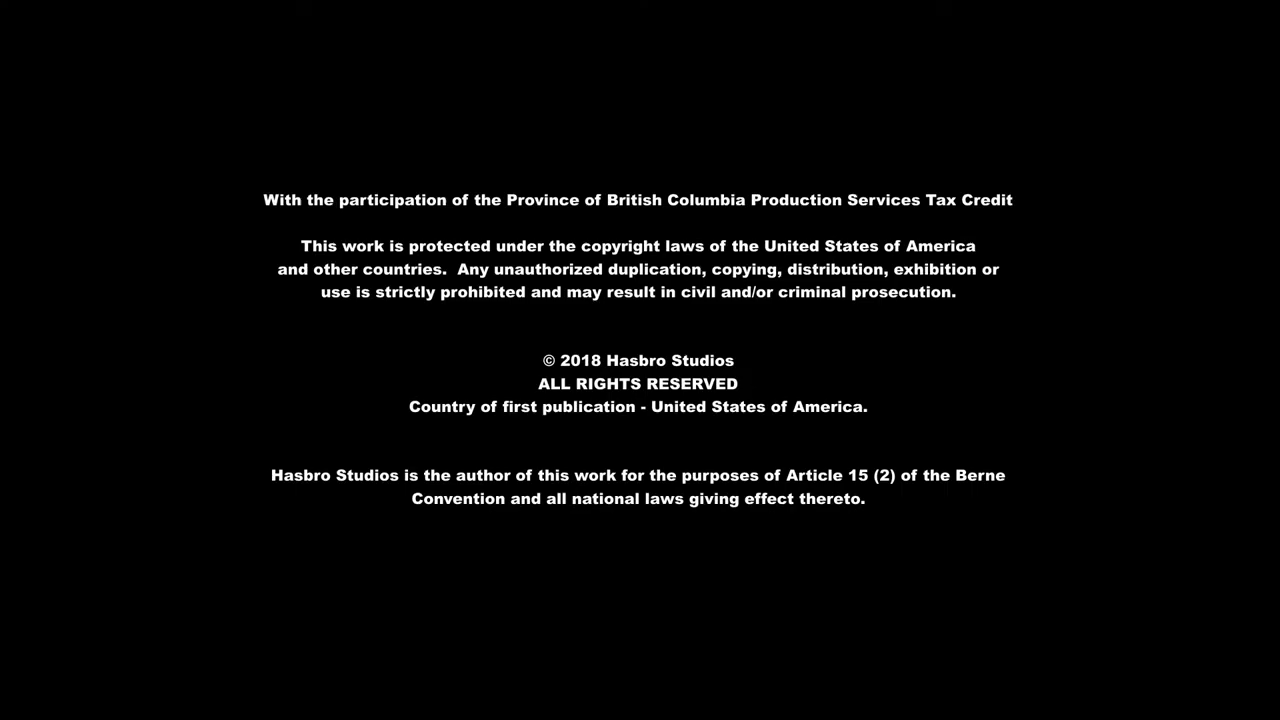 With the participation of the Province of British Columbia Production Services Tax Credit
This work is protected under the copyright laws of the United States of America
and other countries.  Any unauthorized duplication, copying, distribution, exhibition or
use is strictly prohibited and may result in civil and/or criminal prosecution.
© 2018 Hasbro Studios
ALL RIGHTS RESERVED
Country of first publication - United States of America.
Hasbro Studios is the author of this work for the purposes of Article 15 (2) of the Berne
Convention and all national laws giving effect thereto.